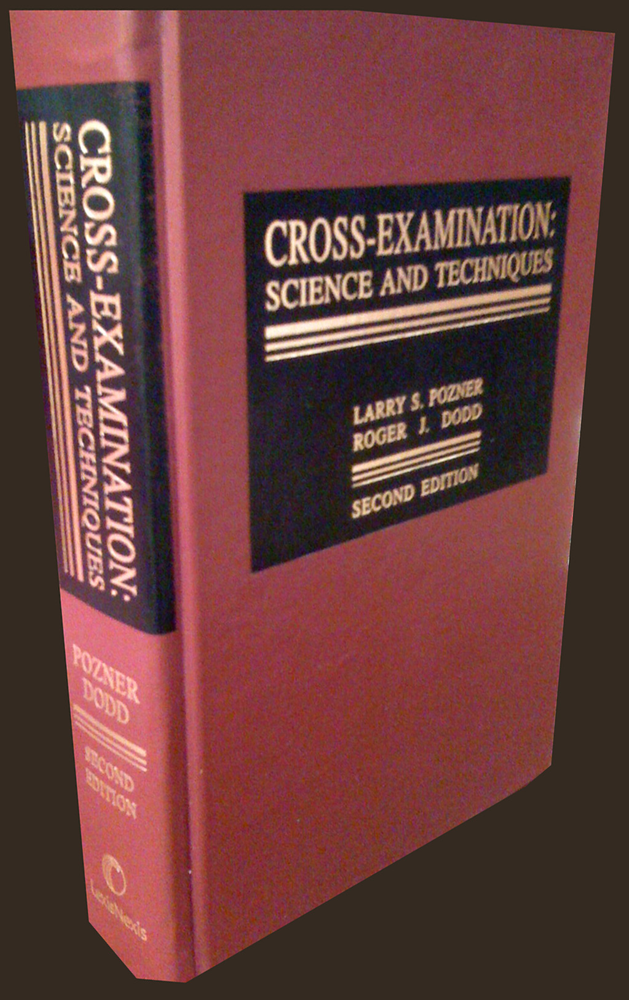 CROSS-EXAMINATION:
SCIENCE AND TECHNIQUES
POZNER
DODD
SECOND
EDITION
LexisNexis
CROSS-EXAMINATION:
SCIENCE AND TECHNIQUES
LARRY S. POZNER
ROGER J. DODD
SECOND EDITION